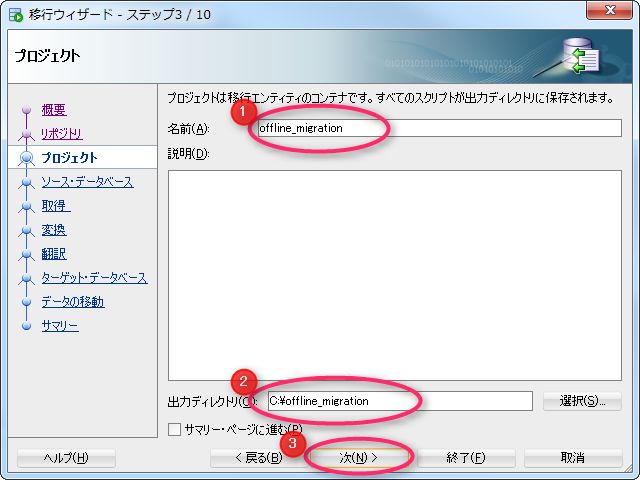 移行ウィザード - ステップ3 / 10
プロジェクト
プロジェクトは移行エンティティのコンテナです。すべてのスクリプトが出力ディレクトリに保存されます。
1
名前(A): offline_migration
説明(D):
概要
リポジトリ
プロジェクト
ソース・データベース
取得
変換
翻訳
ターゲット・データベース
データの移動
サマリー
2
出力ディレクトリ(O): C:¥offline_migration 選択(S)...
サマリー・ページに進む(P)
3
ヘルプ(H) < 戻る(B) 次(N) > 終了(F) 取消